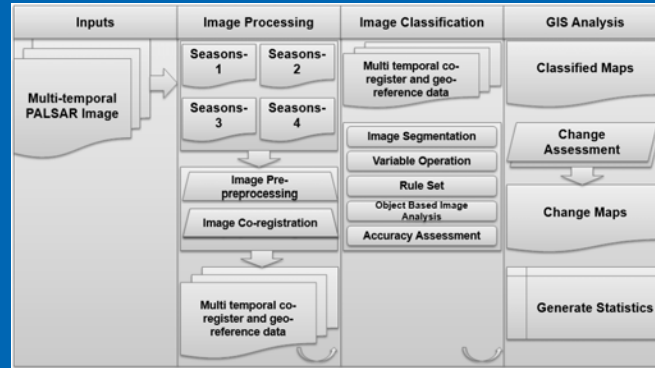 Inputs
Image Processing
Image Classification
GIS Analysis
Multi-temporal
PALSAR Image
Seasons-
1
Seasons-
2
Seasons-
3
Seasons-
4
Image Pre-
preprocessing
Image Co-registration
Multi temporal co-
register and geo-
reference data
Multi temporal co-
register and geo-
reference data
Image Segmentation
Variable Operation
Rule Set
Object Based Image
Analysis
Accuracy Assessment
Classified Maps
Change
Assessment
Change Maps
Generate Statistics